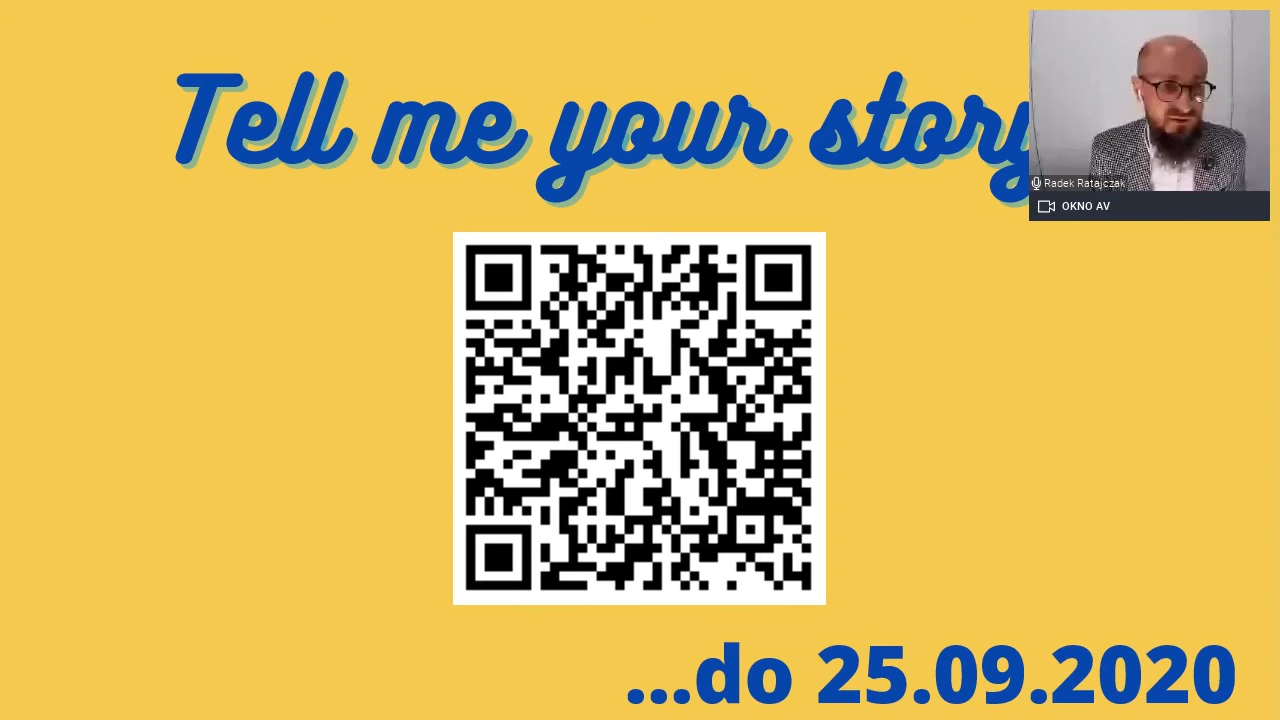 Tell me your story
Radek Ratajczak
OKNO AV
...do 25.09.2020